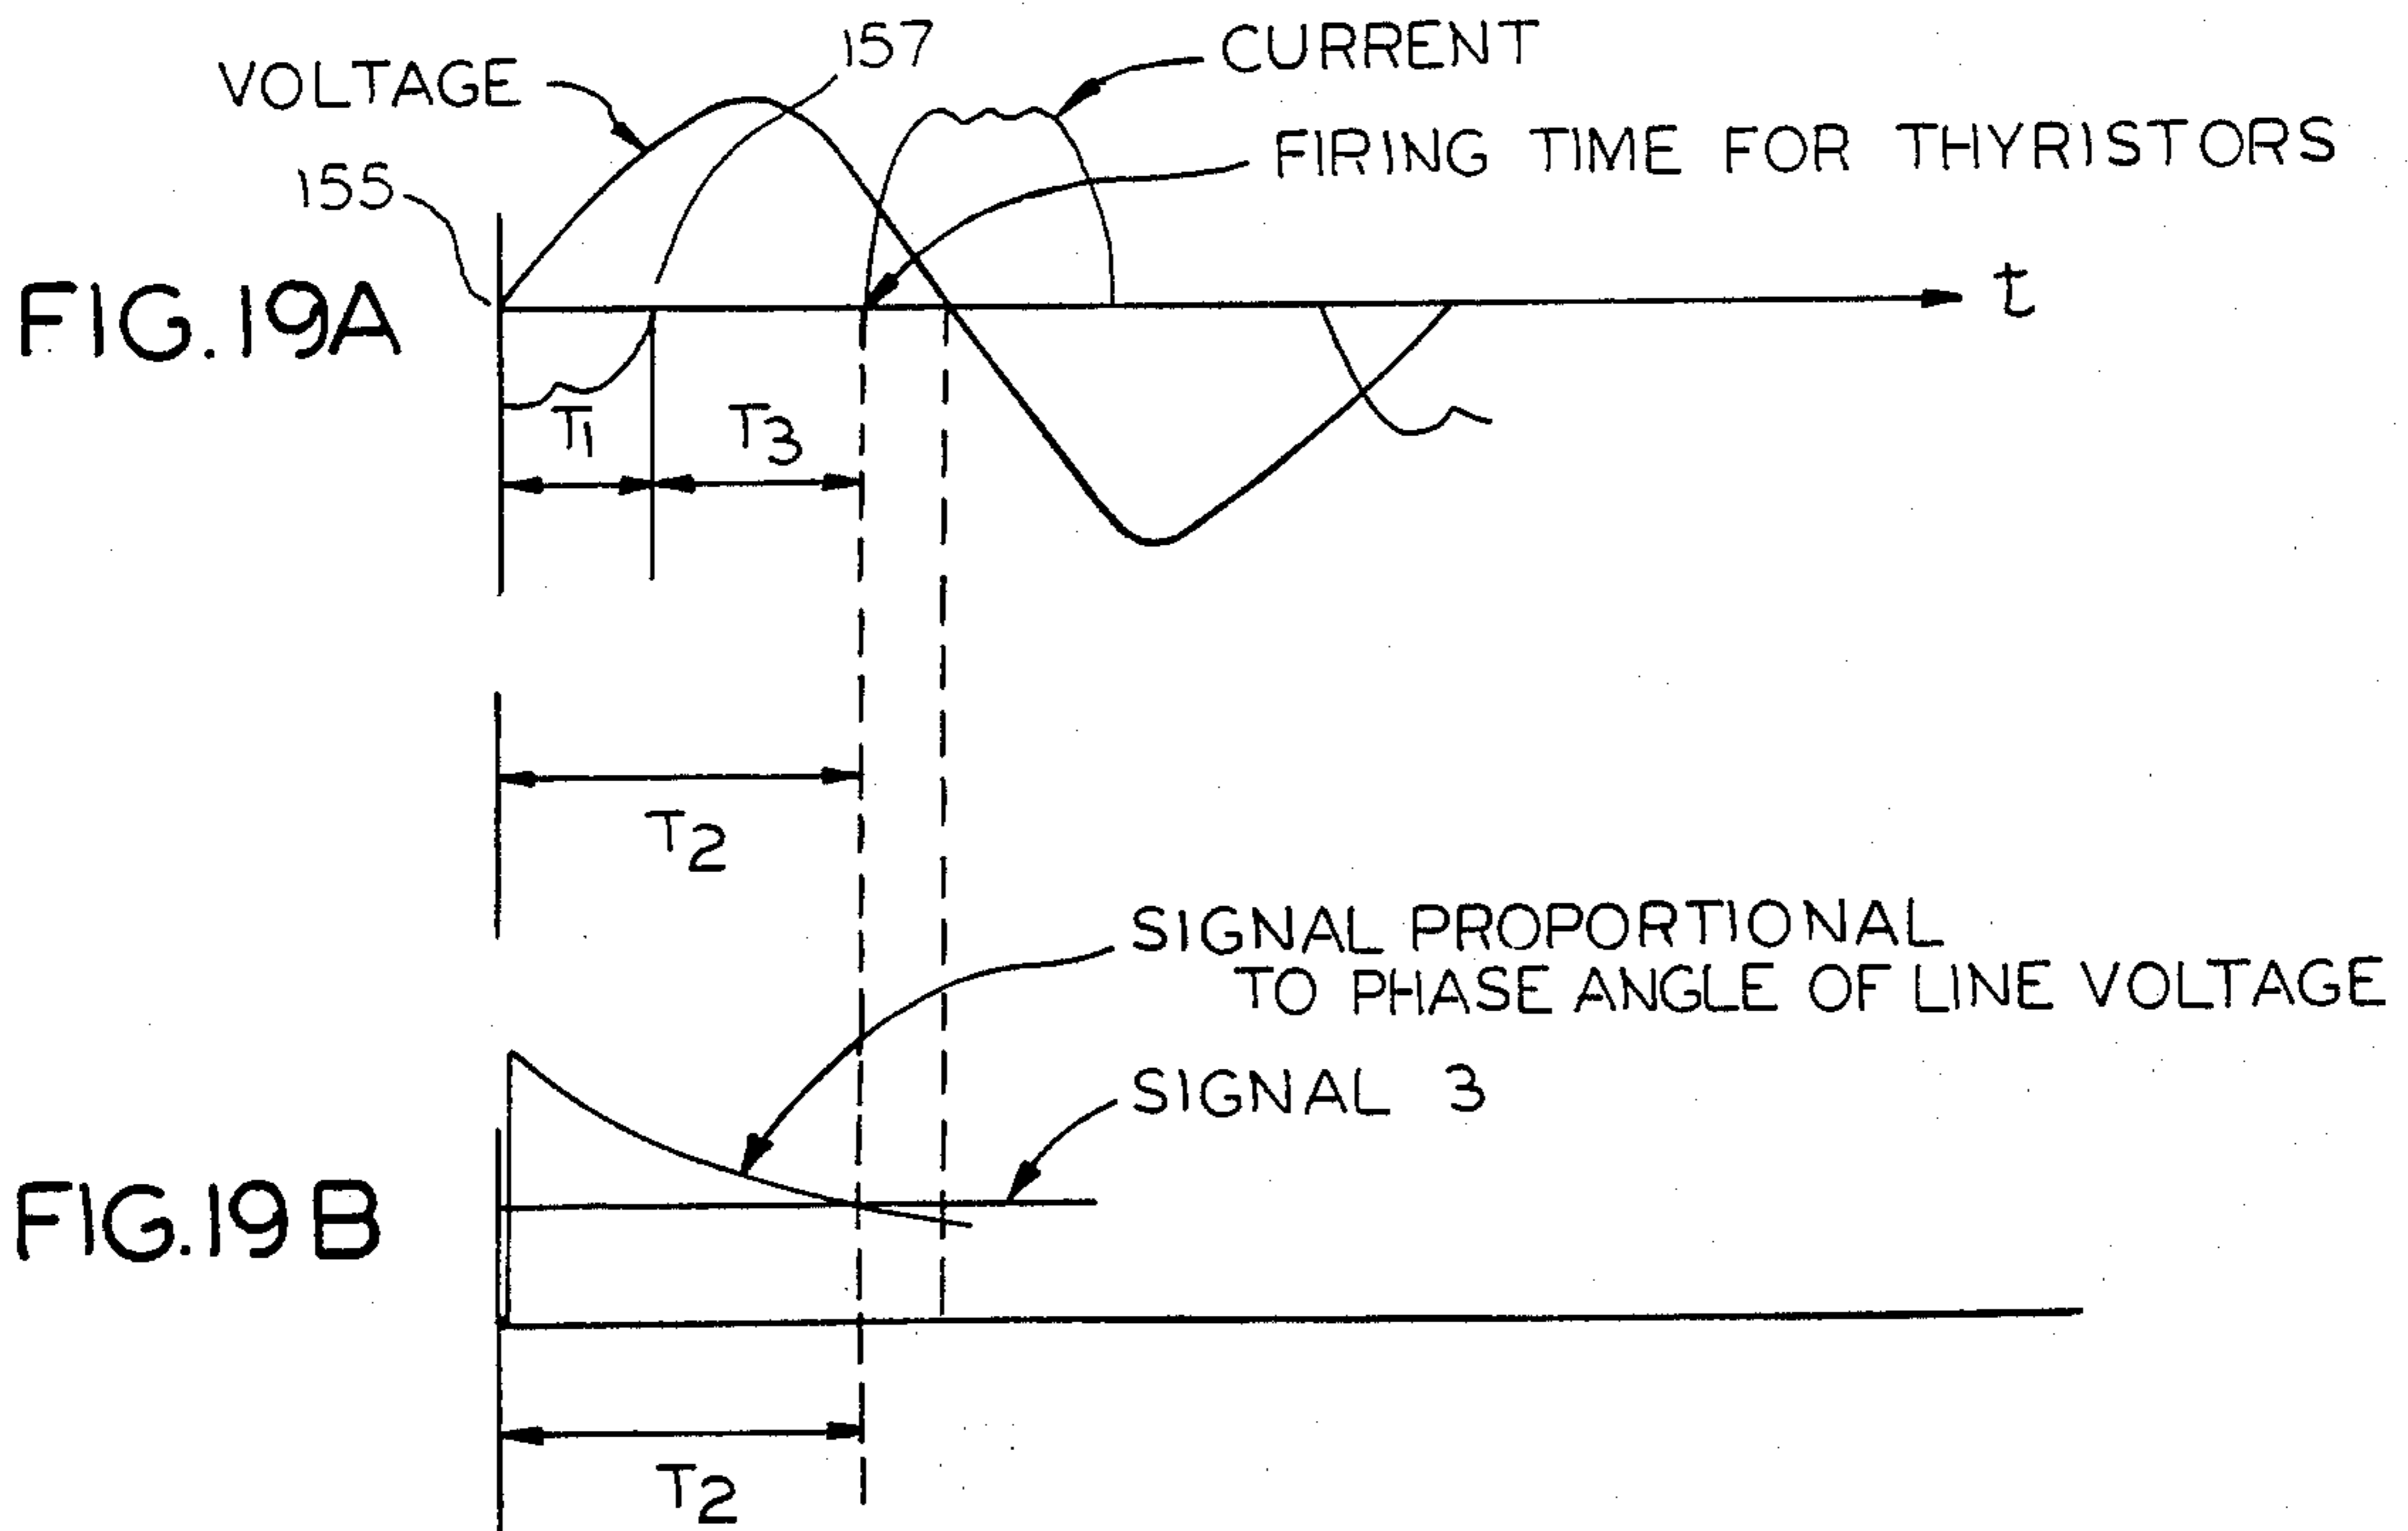 157
CURRENT
VOLTAGE
FIRING TIME FOR THYRISTORS
155
FIG. 19A
t
T1
T3
T2
SIGNAL PROPORTIONAL
TO PHASE ANGLE OF LINE VOLTAGE
SIGNAL 3
FIG. 19B
T2